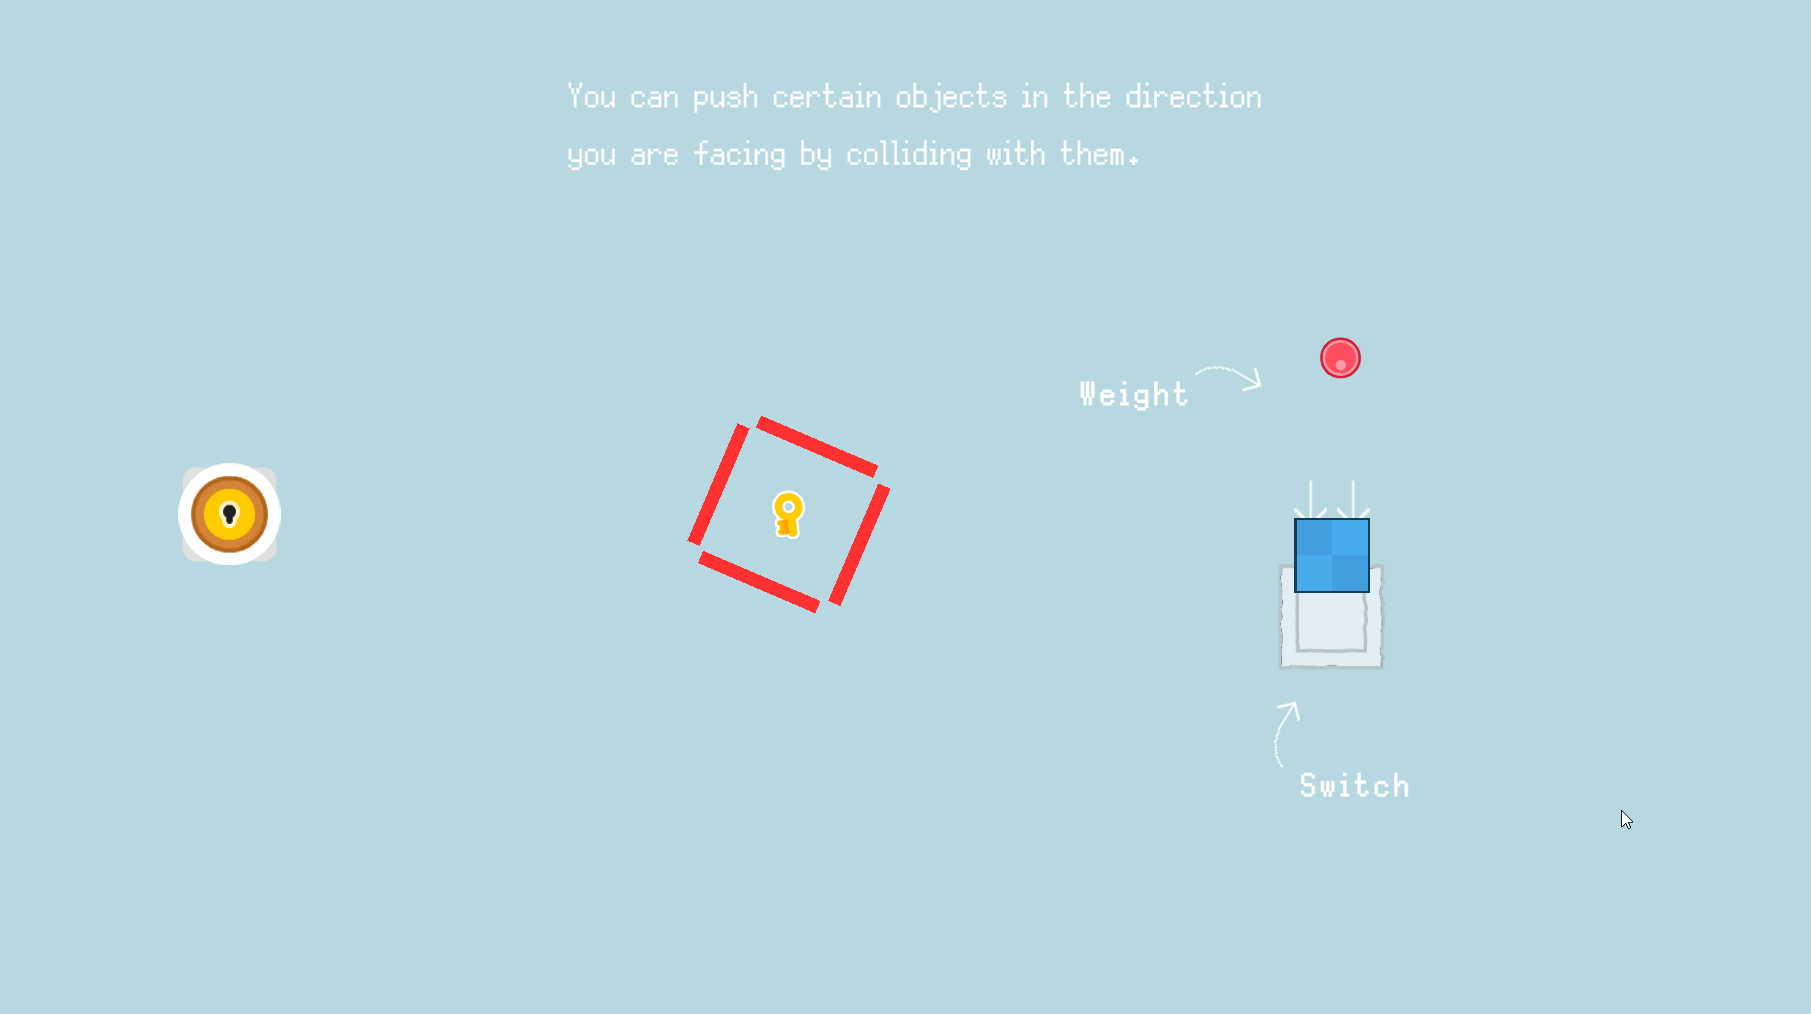 You can push certain objects in the direction
you are facing by colliding with them.
Weight
Switch